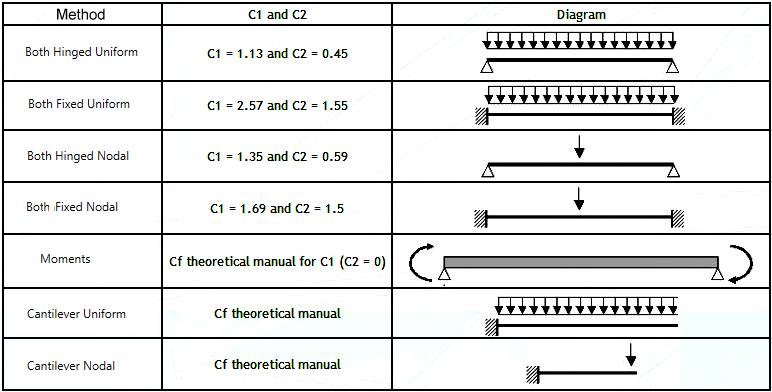 Method C1 and C2 Diagram
Both Hinged Uniform C1 = 1.13 and C2 = 0.45
Both Fixed Uniform C1 = 2.57 and C2 = 1.55
Both Hinged Nodal C1 = 1.35 and C2 = 0.59
Both Fixed Nodal C1 = 1.69 and C2 = 1.5
Moments Cf theoretical manual for C1 (C2 = 0)
Cantilever Uniform Cf theoretical manual
Cantilever Nodal Cf theoretical manual